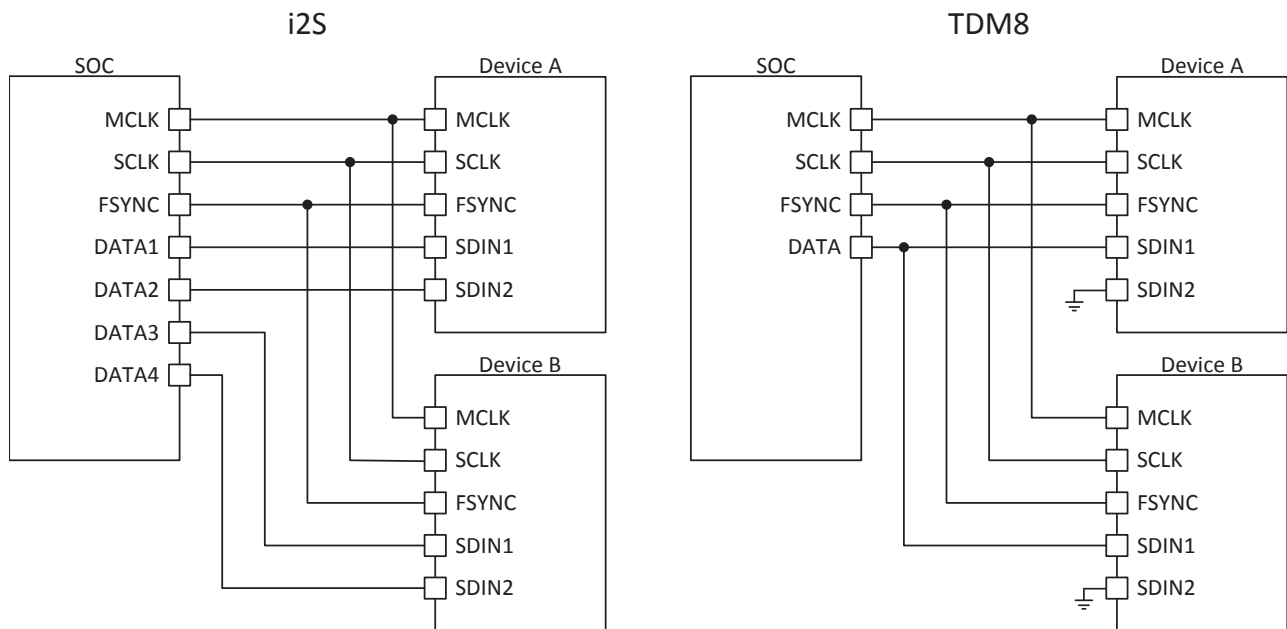 i2S
SOC
MCLK
SCLK
FSYNC
DATA1
DATA2
DATA3
DATA4
Device A
MCLK
SCLK
FSYNC
SDIN1
SDIN2
Device B
MCLK
SCLK
FSYNC
SDIN1
SDIN2
TDM8
SOC
MCLK
SCLK
FSYNC
DATA
Device A
MCLK
SCLK
FSYNC
SDIN1
SDIN2
Device B
MCLK
SCLK
FSYNC
SDIN1
SDIN2